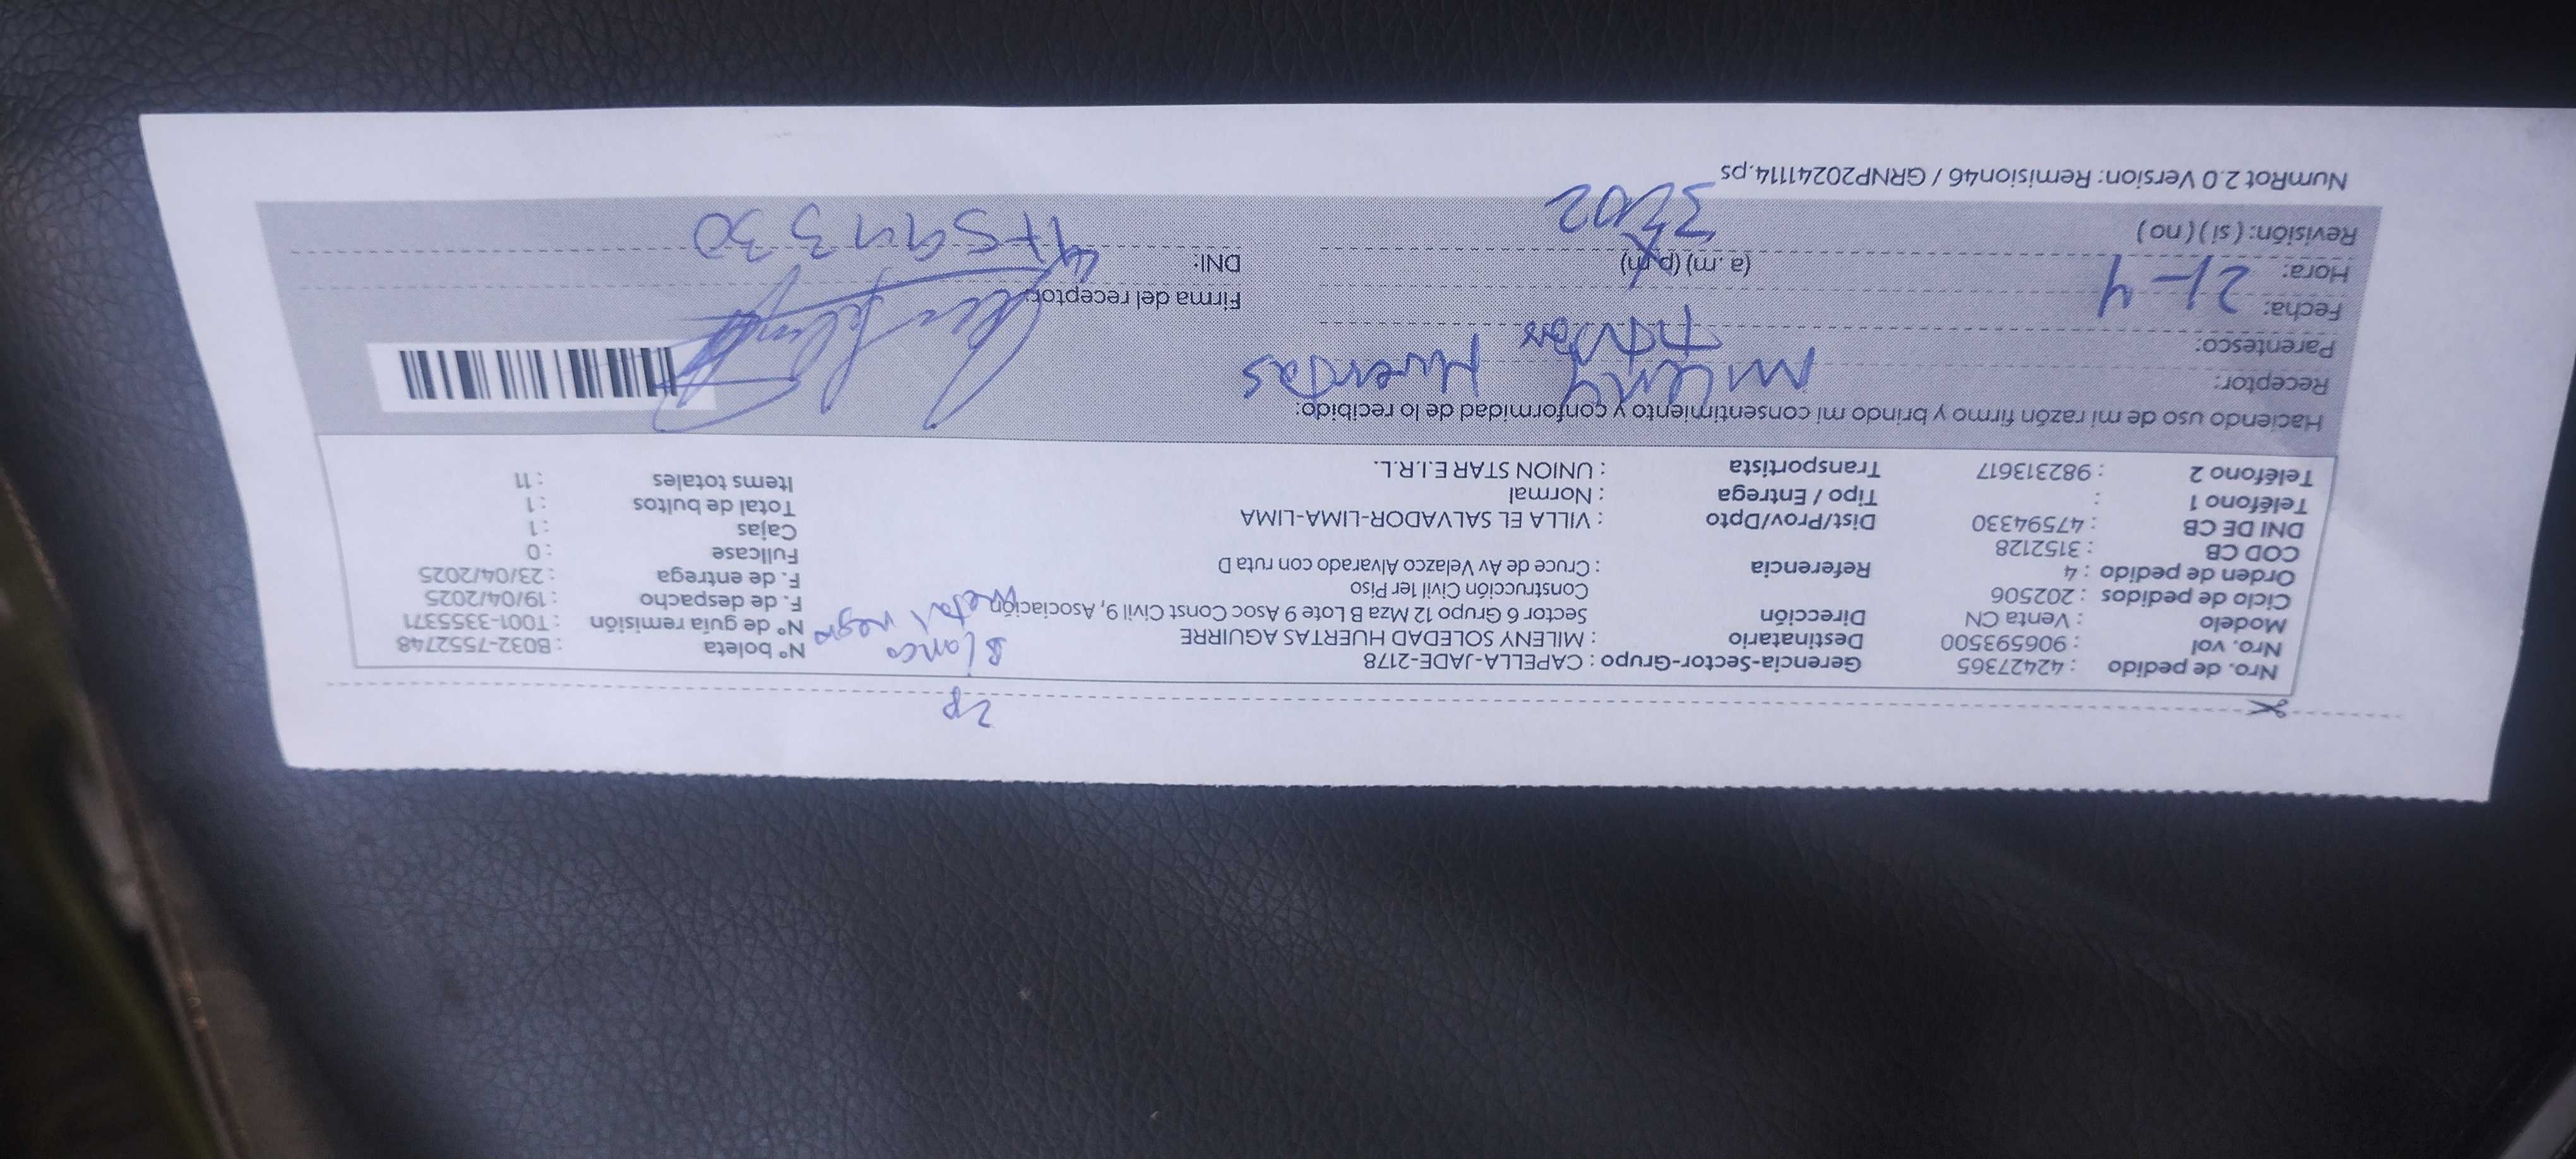 2p
Nro. de pedido : 42427365 Gerencia-Sector-Grupo : CAPELLA-JADE-2178 Blanco Nº boleta : B032-7552748
Nro. vol : 906593500 Destinatario : MILENY SOLEDAD HUERTAS AGUIRRE metal negro Nº de guía remisión : T001-3355371
Modelo : Venta CN Dirección Sector 6 Grupo 12 Mza B Lote 9 Asoc Const Civil 9, Asociación F. de despacho : 19/04/2025
Ciclo de pedidos : 202506 Construcción Civil 1er Piso F. de entrega : 23/04/2025
Orden de pedido : 4 Referencia : Cruce de Av Velazco Alvarado con ruta D Fullcase : 0
COD CB : 3152128 Cajas : 1
DNI DE CB : 47594330 Dist/Prov/Dpto : VILLA EL SALVADOR-LIMA-LIMA Total de bultos : 1
Teléfono 1 : Tipo / Entrega : Normal Items totales : 11
Teléfono 2 : 982313617 Transportista : UNION STAR E.I.R.L.
Haciendo uso de mi razón firmo y brindo mi consentimiento y conformidad de lo recibido:
Receptor: Mileny Huertas
Parentesco:
Fecha: 21-4 Firma del receptor:
Hora: (a. m) (p. m) DNI: 47594330
Revisión: ( si ) ( no )
NumRot 2.0 Version: Remision46 / GRNP20241114.ps